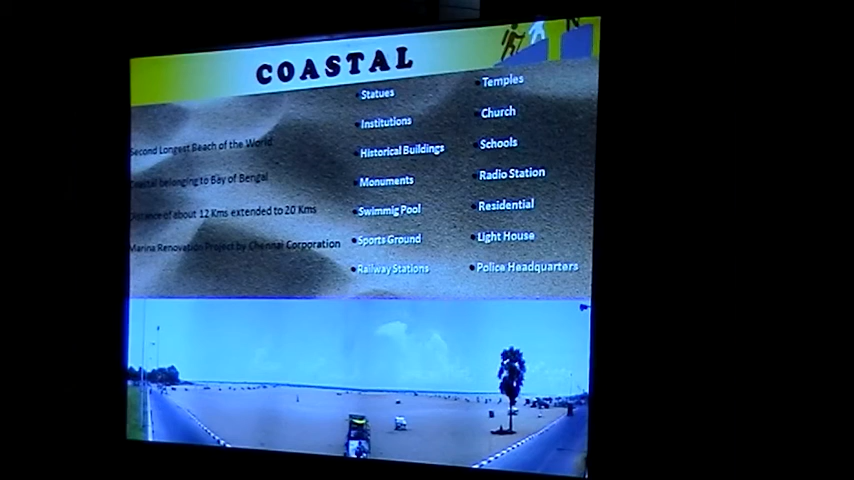 COASTAL
Second Longest Beach of the World
Coastal belonging to Bay of Bengal
Distance of about 12 Kms extended to 20 Kms
Marina Renovation Project by Chennai Corporation
Statues
Institutions
Historical Buildings
Monuments
Swimmig Pool
Sports Ground
Railway Stations
Temples
Church
Schools
Radio Station
Residential
Light House
Police Headquarters